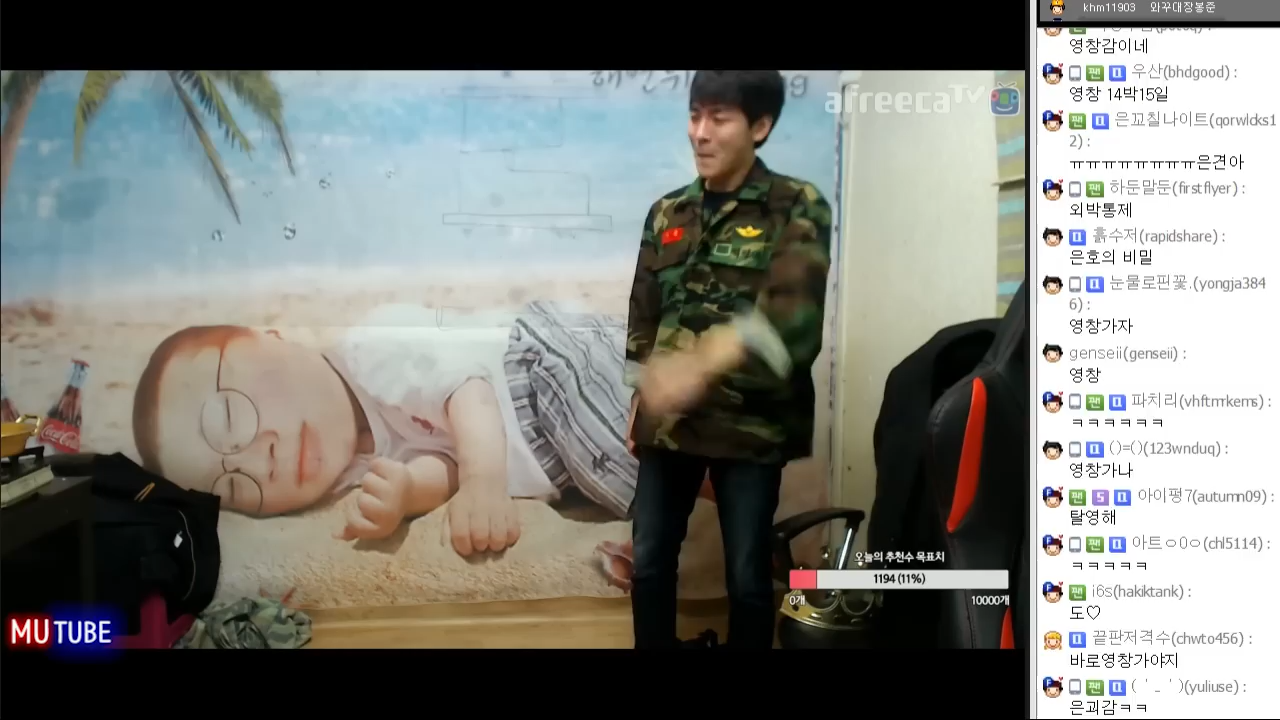 khm11903 와꾸대장봉준
영창감이네
우산(bhdgood) :
영창 14박15일
은꼬칠나이트(qorwlcks1
2) :
ㅠㅠㅠㅠㅠㅠㅠㅠ은견아
하둔말둔(firstflyer) :
외박통제
흙수저(rapidshare) :
은호의 비밀
눈물로핀꽃.(yongja384
6) :
영창가자
genseii(genseii) :
영창
파치리(vhftmrkems) :
ㅋㅋㅋㅋㅋㅋ
()=()(123wnduq) :
영창가나
아이평7(autumn09) :
탈영해
아트ㅇ0ㅇ(chl5114) :
ㅋㅋㅋㅋㅋ
i6s(hakiktank) :
도♡
끝판저격수(chwto456) :
바로영창가야지
( ' _ ' )(yuliuse) :
은괴감ㅋㅋ
afreecaTV
Coca-Cola
오늘의 추천수 목표치
1194 (11%)
0개 10000개
MUTUBE